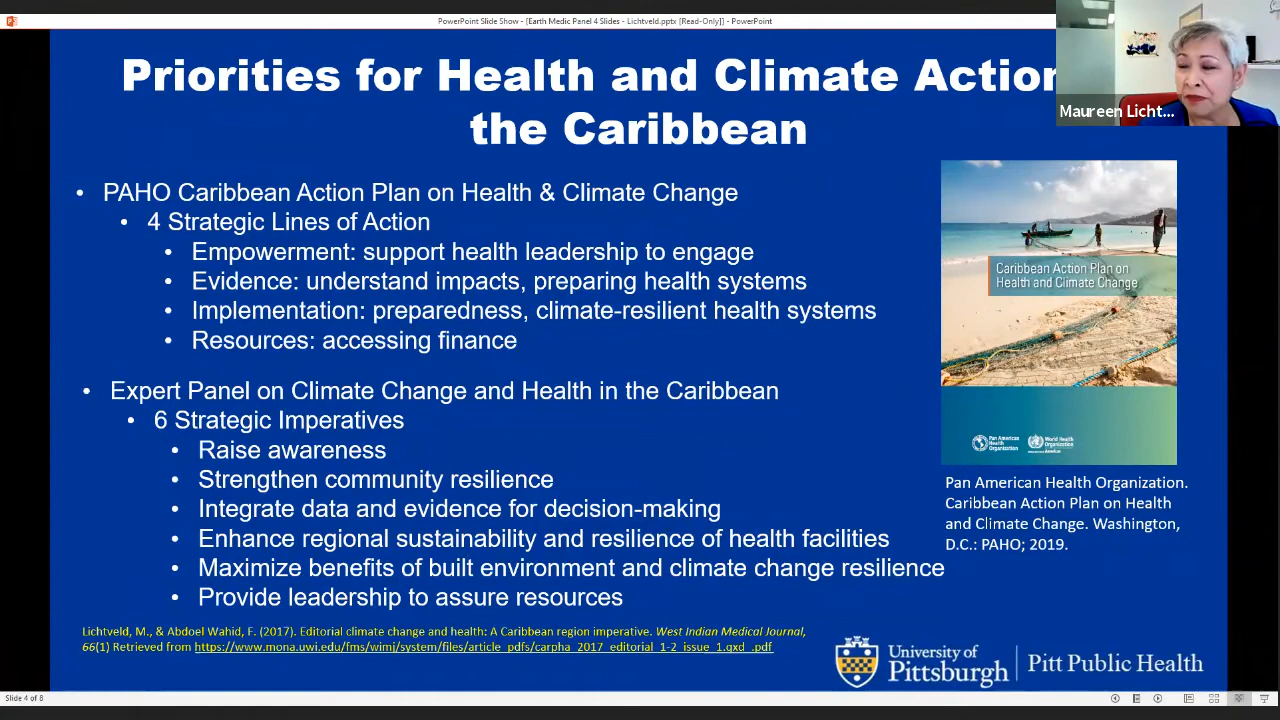 PowerPoint Slide Show - [Earth Medic Panel 4 Slides - Lichtveld.pptx [Read-Only]] - PowerPoint
Priorities for Health and Climate Action
the Caribbean
Maureen Licht...
• PAHO Caribbean Action Plan on Health & Climate Change
• 4 Strategic Lines of Action
• Empowerment: support health leadership to engage
• Evidence: understand impacts, preparing health systems
• Implementation: preparedness, climate-resilient health systems
• Resources: accessing finance
• Expert Panel on Climate Change and Health in the Caribbean
• 6 Strategic Imperatives
• Raise awareness
• Strengthen community resilience
• Integrate data and evidence for decision-making
• Enhance regional sustainability and resilience of health facilities
• Maximize benefits of built environment and climate change resilience
• Provide leadership to assure resources
Caribbean Action Plan on
Health and Climate Change
Pan American
Health
Organization
World Health
Organization
Americas
Pan American Health Organization.
Caribbean Action Plan on Health
and Climate Change. Washington,
D.C.: PAHO; 2019.
Lichtveld, M., & Abdoel Wahid, F. (2017). Editorial climate change and health: A Caribbean region imperative. West Indian Medical Journal,
66(1) Retrieved from https://www.mona.uwi.edu/fms/wimj/system/files/article_pdfs/carpha_2017_editorial_1-2_issue_1.qxd_.pdf
University of
Pittsburgh
Pitt Public Health
Slide 4 of 8